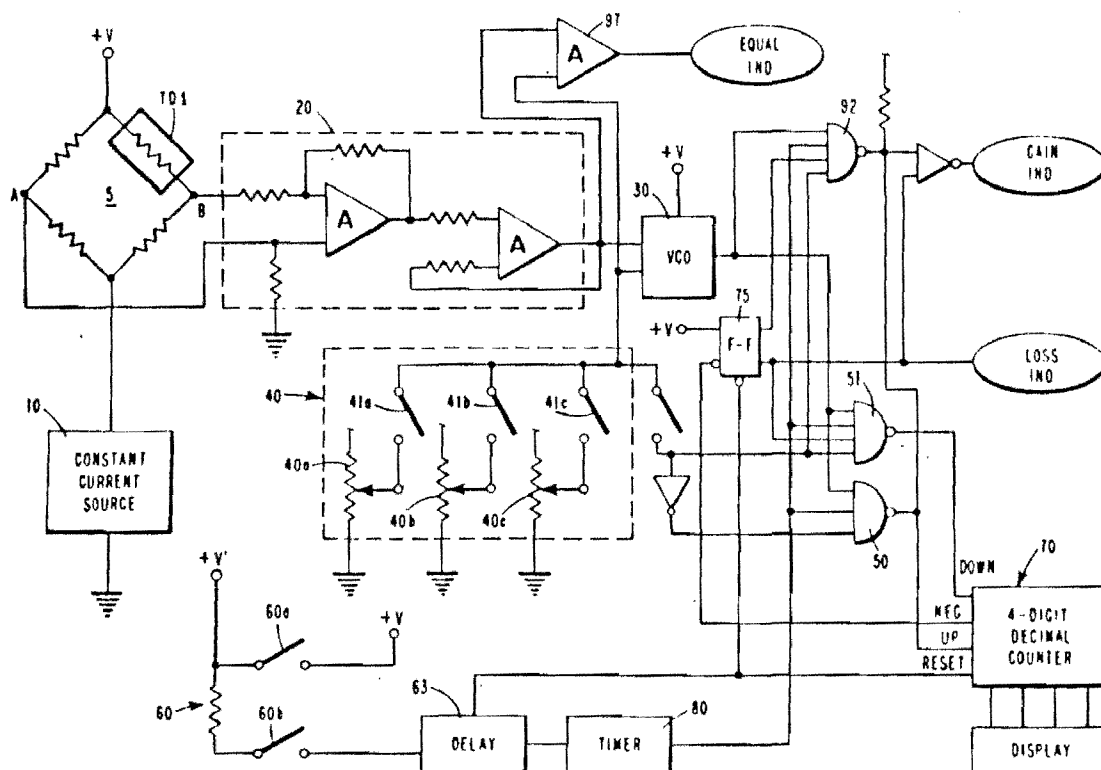 +V
TD1
A
5
B
10
CONSTANT
CURRENT
SOURCE
20
A
A
97
A
EQUAL
IND
+V
30
VCO
92
GAIN
IND
+V
75
F-F
LOSS
IND
40
41a
41b
41c
40a
40b
40c
51
50
DOWN
NEG
UP
RESET
70
4-DIGIT
DECIMAL
COUNTER
DISPLAY
+V'
60a
+V
60
60b
63
DELAY
80
TIMER